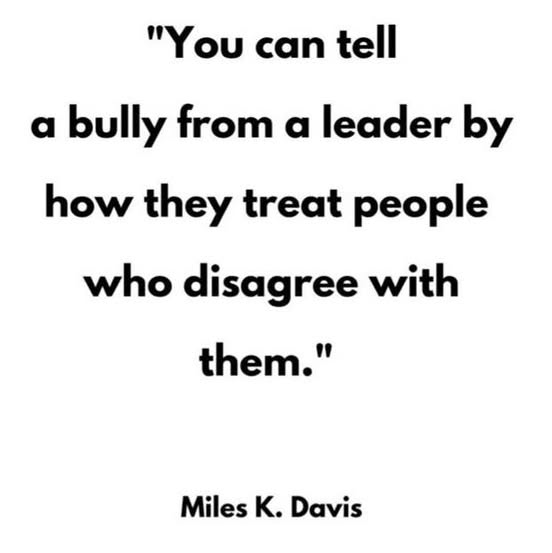 "You can tell
a bully from a leader by
how they treat people
who disagree with
them."
Miles K. Davis